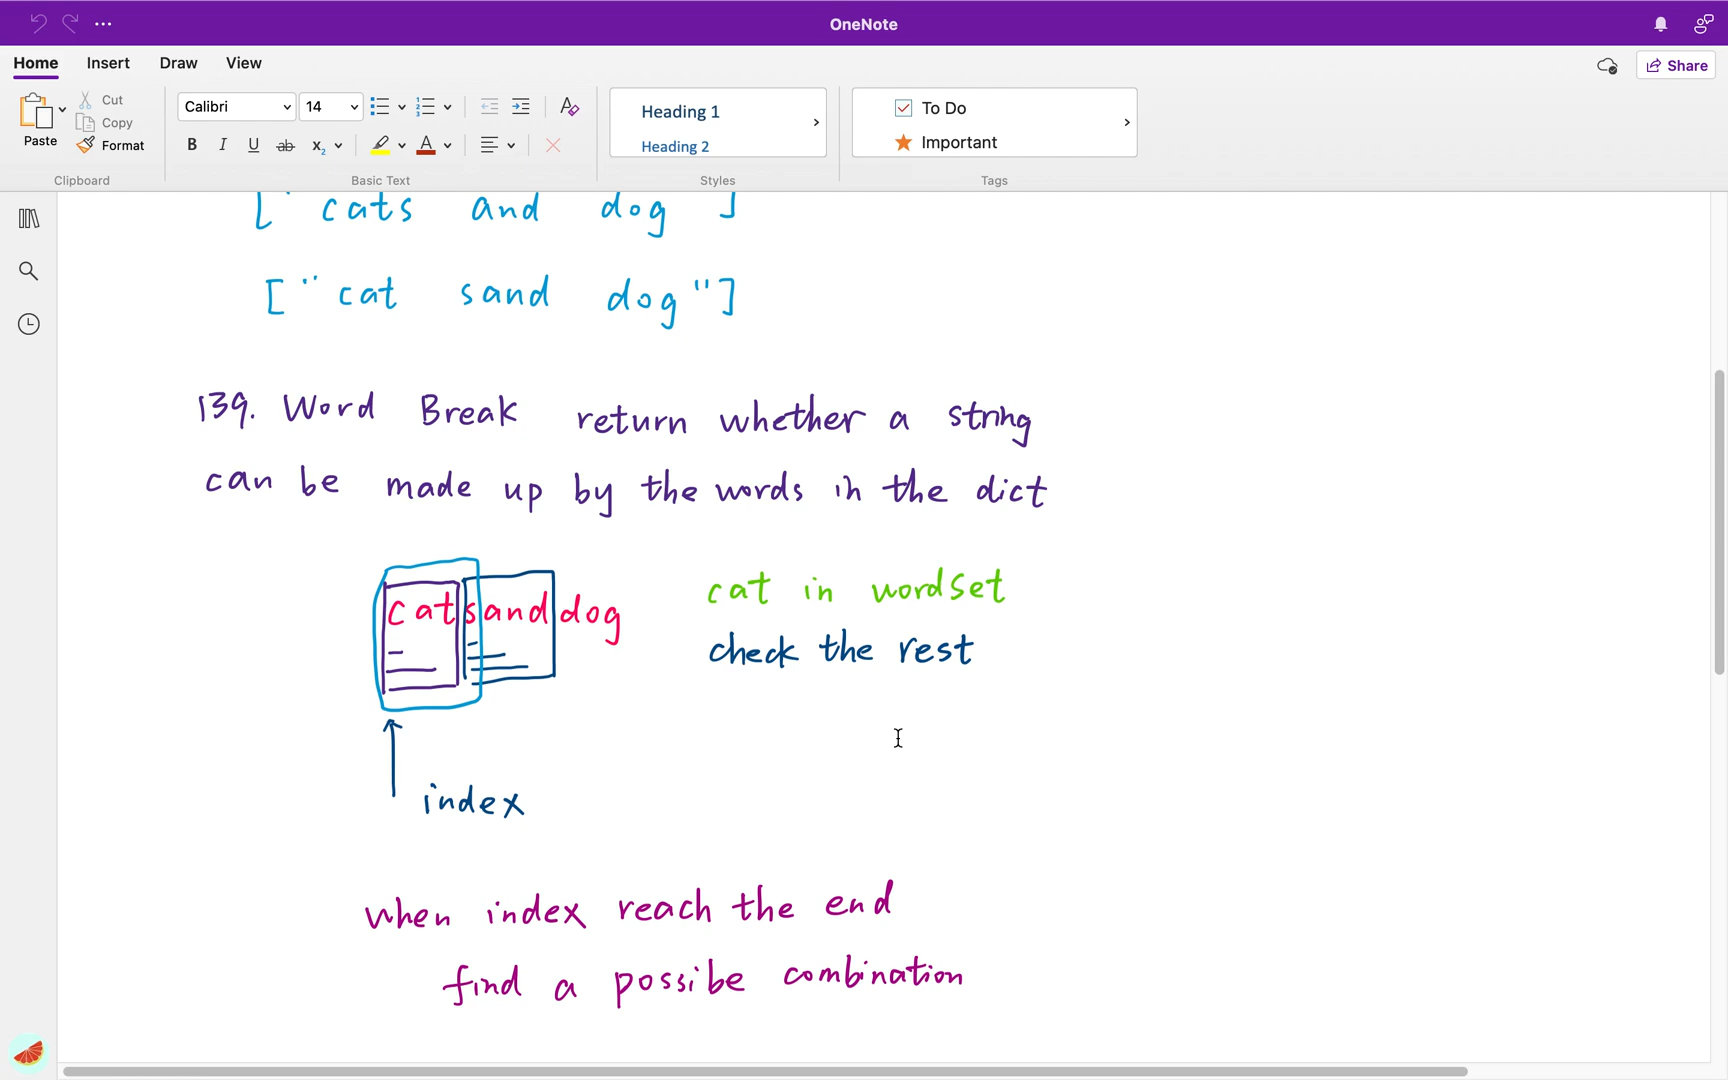 OneNote
Home Insert Draw View
Share
Paste
Cut
Copy
Format
Clipboard
Calibri 14
B I U ab x₂ A
Basic Text
Heading 1
Heading 2
Styles
To Do
Important
Tags
[" cats and dog ]
["cat sand dog"]
139. Word Break return whether a string
can be made up by the words in the dict
catsanddog
cat in wordSet
check the rest
index
when index reach the end
find a possibe combination